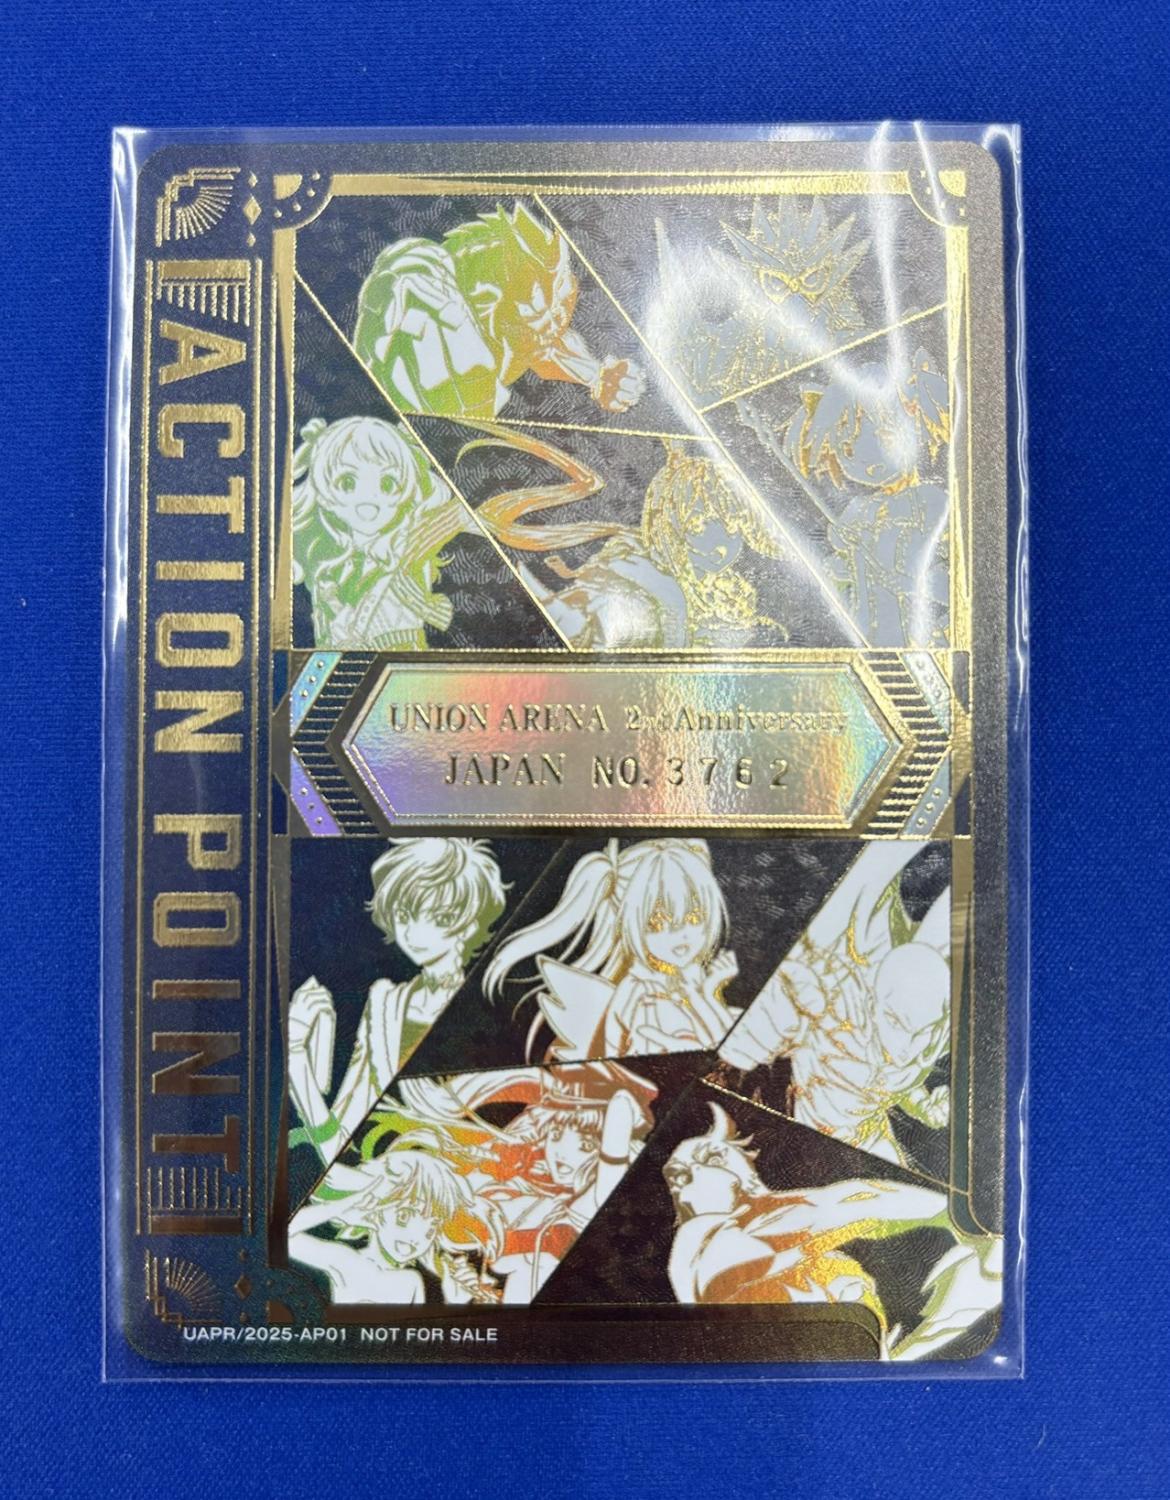 ACTION POINT
UNION ARENA 2nd Anniversary
JAPAN NO. 3762
UAPR/2025-AP01 NOT FOR SALE